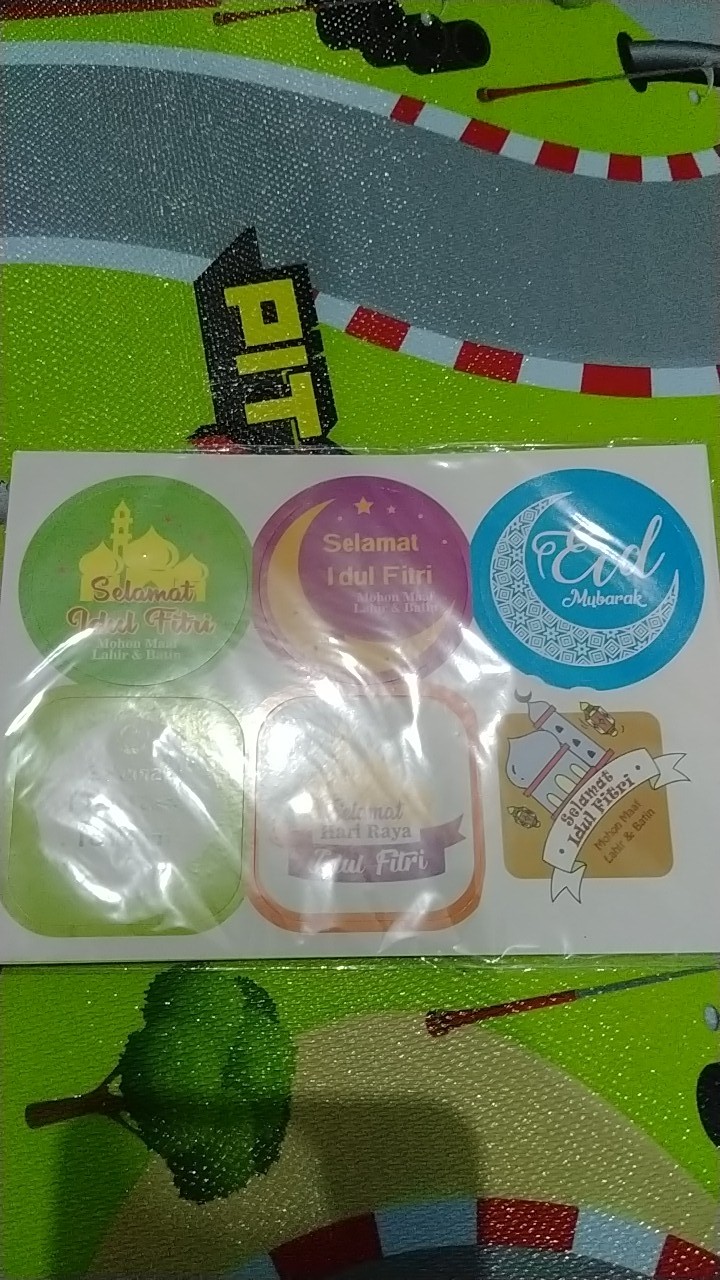 PIT
Selamat
Idul Fitri
Mohon Maaf
Lahir & Batin
Selamat
Idul Fitri
Mohon Maaf
Lahir & Batin
Eid
Mubarak
Selamat
Hari Raya
Idul Fitri
Selamat
Idul Fitri
Mohon Maaf
Lahir & Batin